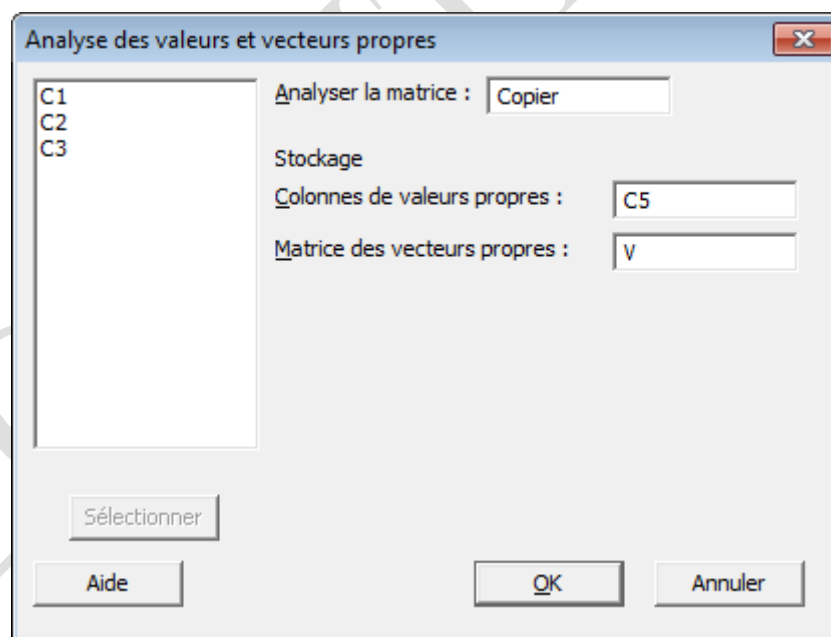 Analyse des valeurs et vecteurs propres
C1
C2
C3
Analyser la matrice : Copier
Stockage
Colonnes de valeurs propres : C5
Matrice des vecteurs propres : V
Sélectionner
Aide
OK
Annuler